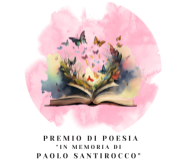 PREMIO DI POESIA
"IN MEMORIA DI
PAOLO SANTIROCCO"